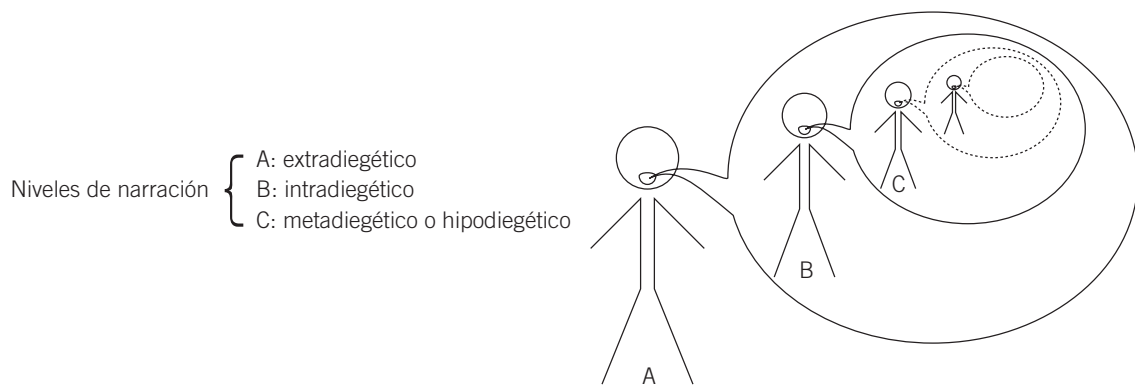 A: extradiegético
Niveles de narración
B: intradiegético
C: metadiegético o hipodiegético
C
B
A